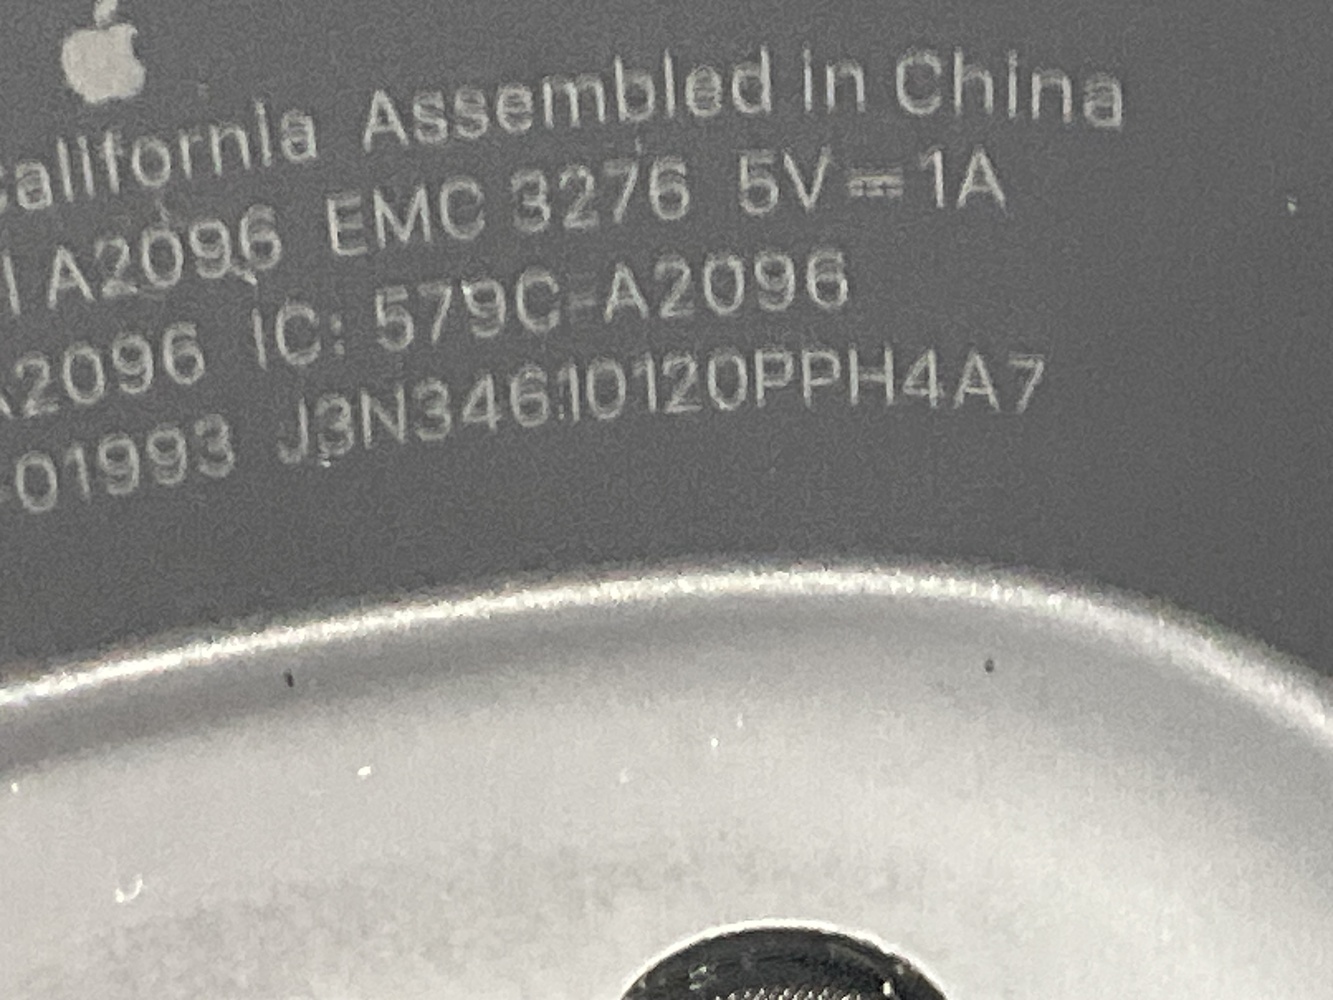 California Assembled in China
A2096 EMC 3276 5V⎓1A
A2096 IC: 579C-A2096
-01993 J3N34610120PPH4A7